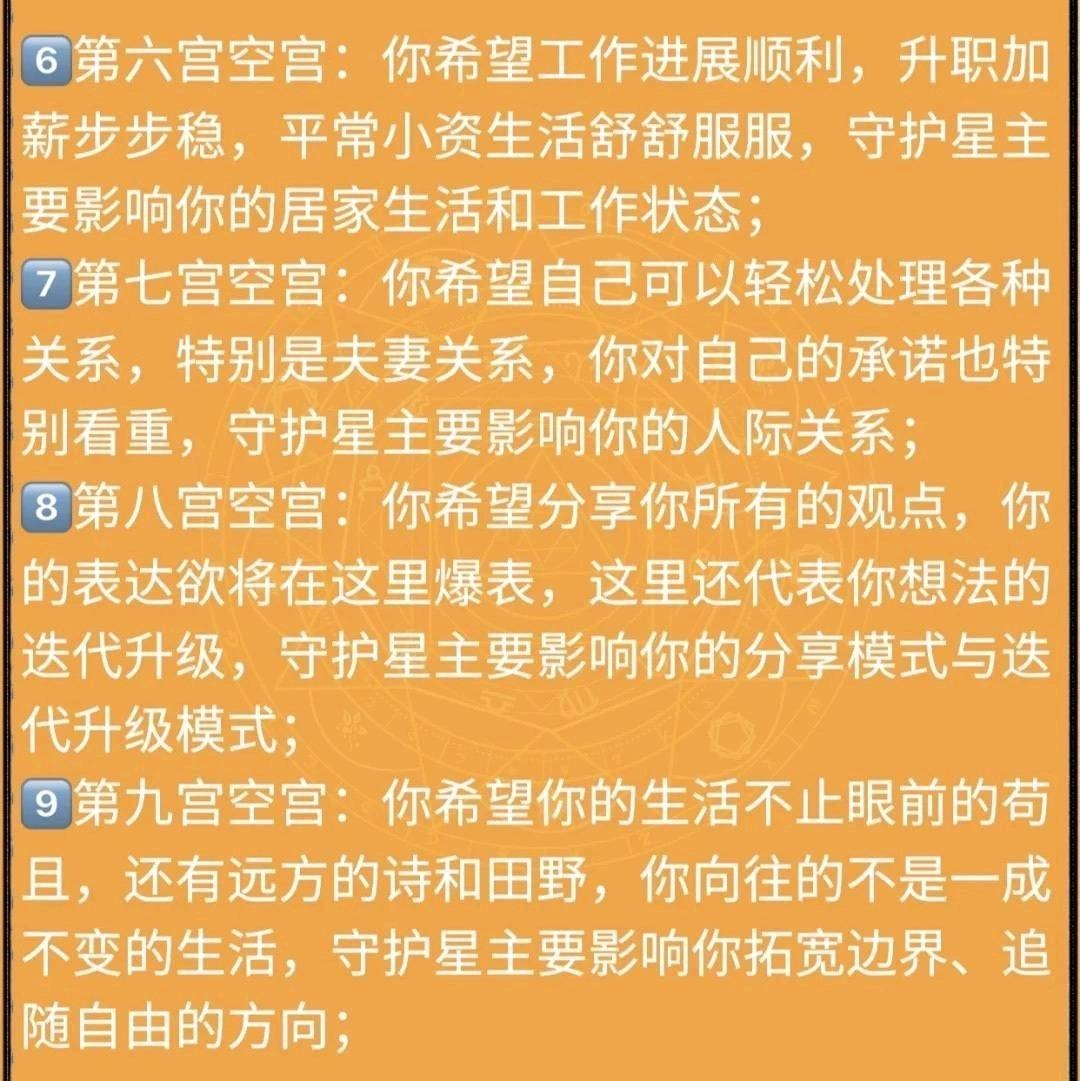 6第六宫空宫：你希望工作进展顺利，升职加
薪步步稳，平常小资生活舒舒服服，守护星主
要影响你的居家生活和工作状态；
7第七宫空宫：你希望自己可以轻松处理各种
关系，特别是夫妻关系，你对自己的承诺也特
别看重，守护星主要影响你的人际关系；
8第八宫空宫：你希望分享你所有的观点，你
的表达欲将在这里爆表，这里还代表你想法的
迭代升级，守护星主要影响你的分享模式与迭
代升级模式；
9第九宫空宫：你希望你的生活不止眼前的苟
且，还有远方的诗和田野，你向往的不是一成
不变的生活，守护星主要影响你拓宽边界、追
随自由的方向；